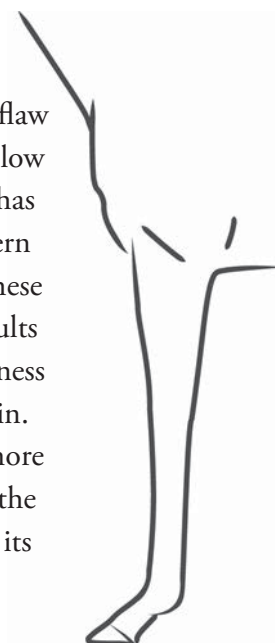 flaw
low
has
ern
hese
ults
ness
in.
more
the
its